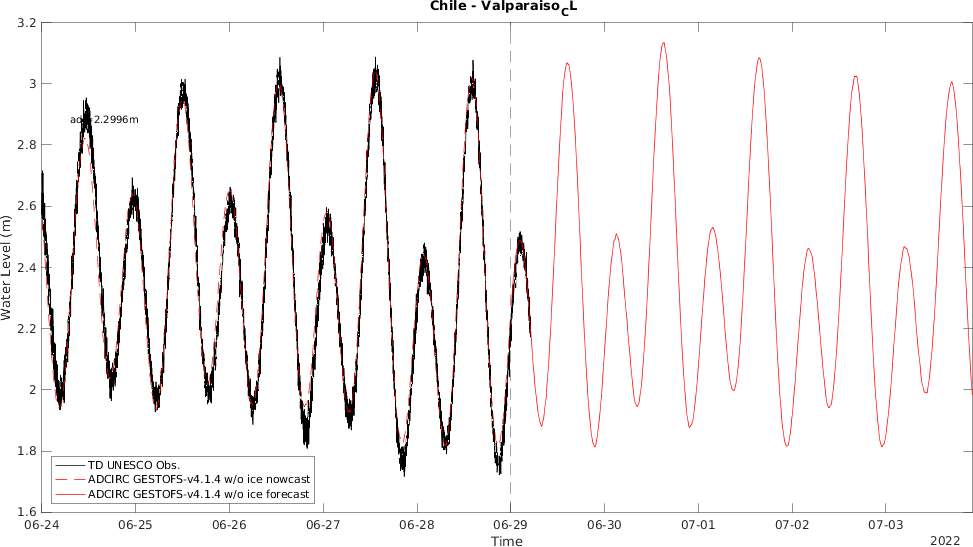 Chile - Valparaiso_CL
3.2
3
2.8
2.6
2.4
2.2
2
1.8
1.6
Water Level (m)
2.2996m
TD UNESCO Obs.
ADCIRC GESTOFS-v4.1.4 w/o ice nowcast
ADCIRC GESTOFS-v4.1.4 w/o ice forecast
06-24 06-25 06-26 06-27 06-28 06-29 06-30 07-01 07-02 07-03
Time
2022